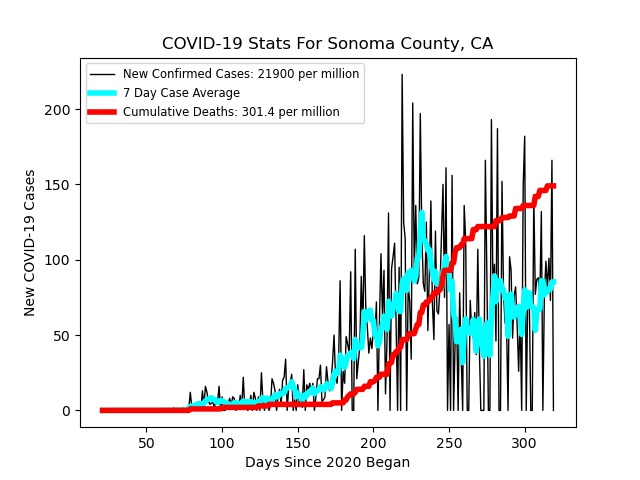 COVID-19 Stats For Sonoma County, CA
New Confirmed Cases: 21900 per million
7 Day Case Average
Cumulative Deaths: 301.4 per million
New COVID-19 Cases
200
150
100
50
0
50 100 150 200 250 300
Days Since 2020 Began